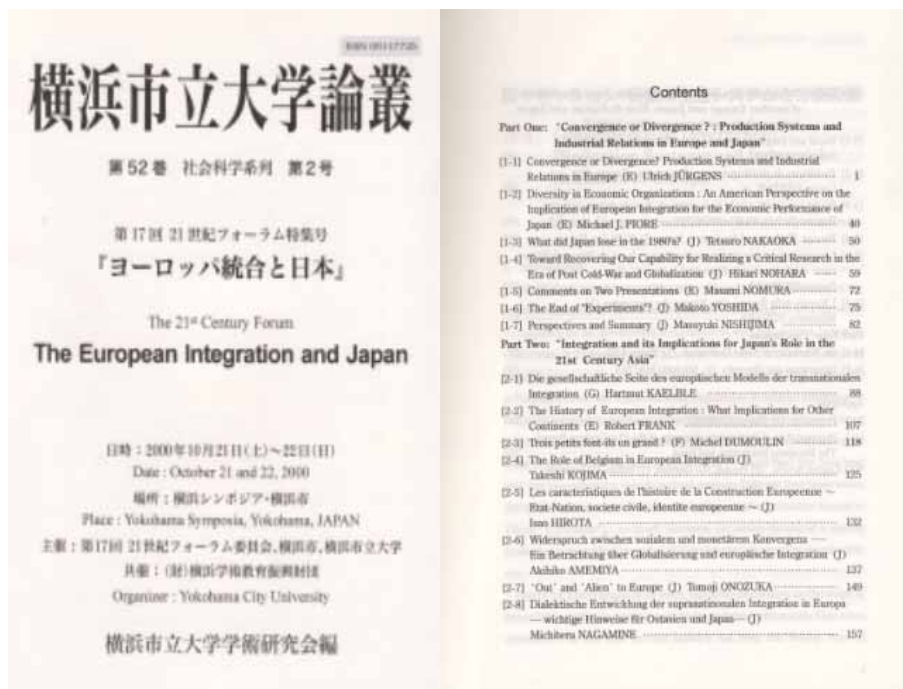 横浜市立大学論叢
第52巻 社会科学系列 第2号
第17回 21世紀フォーラム特集号
『ヨーロッパ統合と日本』
The 21st Century Forum
The European Integration and Japan
日時：2000年10月21日(土)～22日(日)
Date : October 21 and 22, 2000
場所：横浜シンポジア・横浜市
Place : Yokohama Symposia, Yokohama, JAPAN
主催：第17回 21世紀フォーラム委員会,横浜市,横浜市立大学
共催：(財)横浜学術教育振興財団
Organizer : Yokohama City University
横浜市立大学学術研究会編
Contents
Part One: "Convergence or Divergence ? : Production Systems and
Industrial Relations in Europe and Japan"
[1-1] Convergence or Divergence? Production Systems and Industrial
Relations in Europe (E) Ulrich JÜRGENS 1
[1-2] Diversity in Economic Organizations : An American Perspective on the
Implication of European Integration for the Economic Performance of
Japan (E) Michael J. PIORE 40
[1-3] What did Japan lose in the 1980's? (J) Tetsuro NAKAOKA 50
[1-4] Toward Recovering Our Capability for Realizing a Critical Research in the
Era of Post Cold-War and Globalization (J) Hikari NOHARA 59
[1-5] Comments on Two Presentations (E) Masami NOMURA 72
[1-6] The End of "Experiments"? (J) Makoto YOSHIDA 75
[1-7] Perspectives and Summary (J) Masayuki NISHIJIMA 82
Part Two: "Integration and its Implications for Japan's Role in the
21st Century Asia"
[2-1] Die gesellschaftliche Seite des europäischen Modells der transnationalen
Integration (G) Hartmut KAELBLE 88
[2-2] The History of European Integration : What Implications for Other
Continents (E) Robert FRANK 107
[2-3] Trois petits font-ils un grand ? (F) Michel DUMOULIN 118
[2-4] The Role of Belgium in European Integration (J)
Takeshi KOJIMA 125
[2-5] Les caracteristiques de l'histoire de la Construction Europeenne ～
Etat-Nation, societe civile, identite europeenne ～ (J)
Isao HIROTA 132
[2-6] Widerspruch zwischen sozialem und monetärem Konvergenz ──
Ein Betrachtung über Globalisierung und europäische Integration (J)
Akihiko AMEMIYA 137
[2-7] 'Out' and 'Alien' to Europe (J) Tomoji ONOZUKA 149
[2-8] Dialektische Entwicklung der supranationalen Integration in Europa
─ wichtige Hinweise für Ostasien und Japan─ (J)
Michiteru NAGAMINE 157